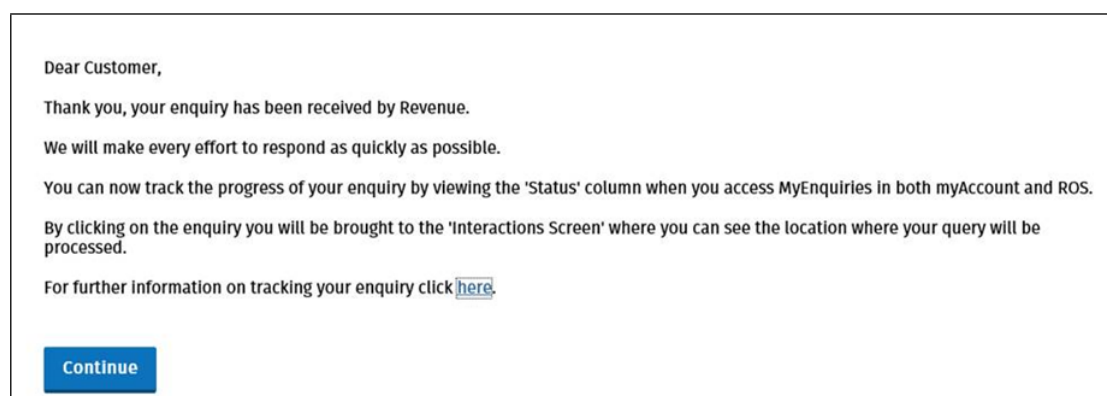 Dear Customer,
Thank you, your enquiry has been received by Revenue.
We will make every effort to respond as quickly as possible.
You can now track the progress of your enquiry by viewing the 'Status' column when you access MyEnquiries in both myAccount and ROS.
By clicking on the enquiry you will be brought to the 'Interactions Screen' where you can see the location where your query will be
processed.
For further information on tracking your enquiry click here.
Continue